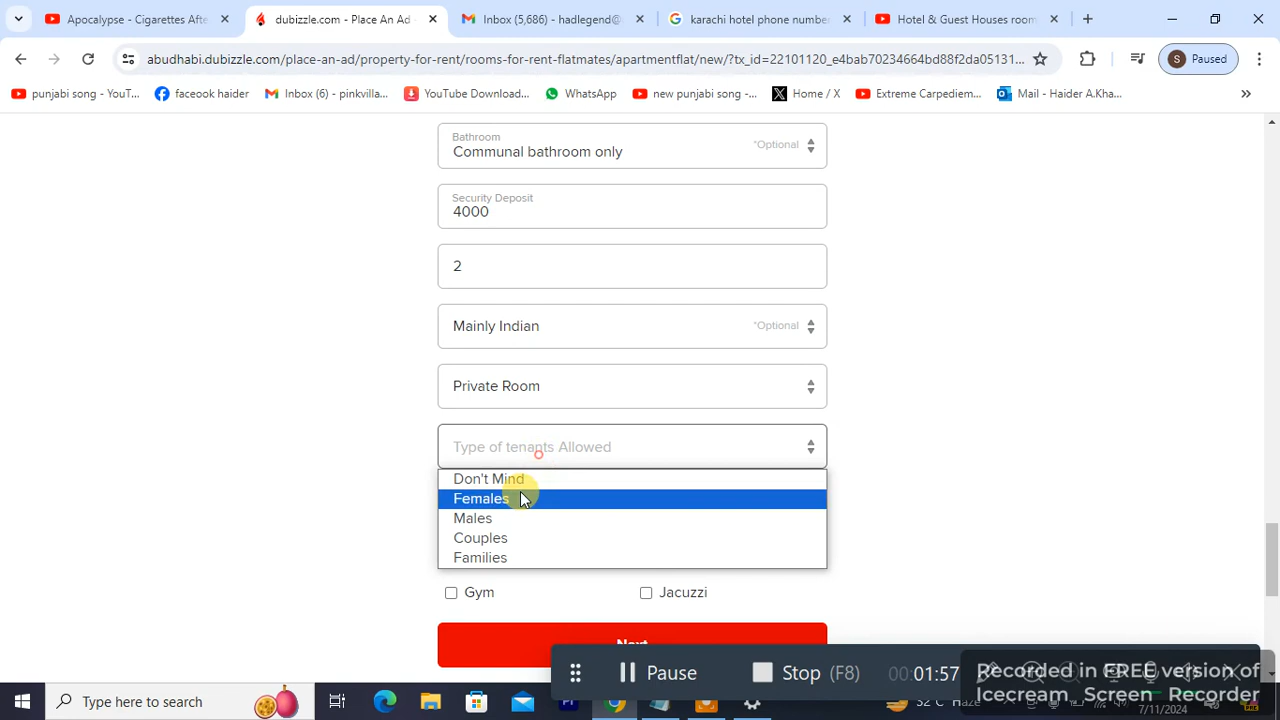 Apocalypse - Cigarettes Afte
dubizzle.com - Place An Ad
Inbox (5,686) - hadlegend@
karachi hotel phone number
Hotel & Guest Houses room
abudhabi.dubizzle.com/place-an-ad/property-for-rent/rooms-for-rent-flatmates/apartmentflat/new/?tx_id=22101120_e4bab70234664bd88f2da05131...
S Paused
punjabi song - YouT...
faceook haider
Inbox (6) - pinkvilla...
YouTube Download...
WhatsApp
new punjabi song -...
Home / X
Extreme Carpediem...
Mail - Haider A.Kha...
Bathroom
Communal bathroom only
*Optional
Security Deposit
4000
2
Mainly Indian
*Optional
Private Room
Type of tenants Allowed
Don't Mind
Females
Males
Couples
Families
Gym
Jacuzzi
Next
Pause
Stop (F8)
00:01:57
Recorded in FREE version of
Icecream Screen Recorder
Type here to search
32°C Haze
7/11/2024